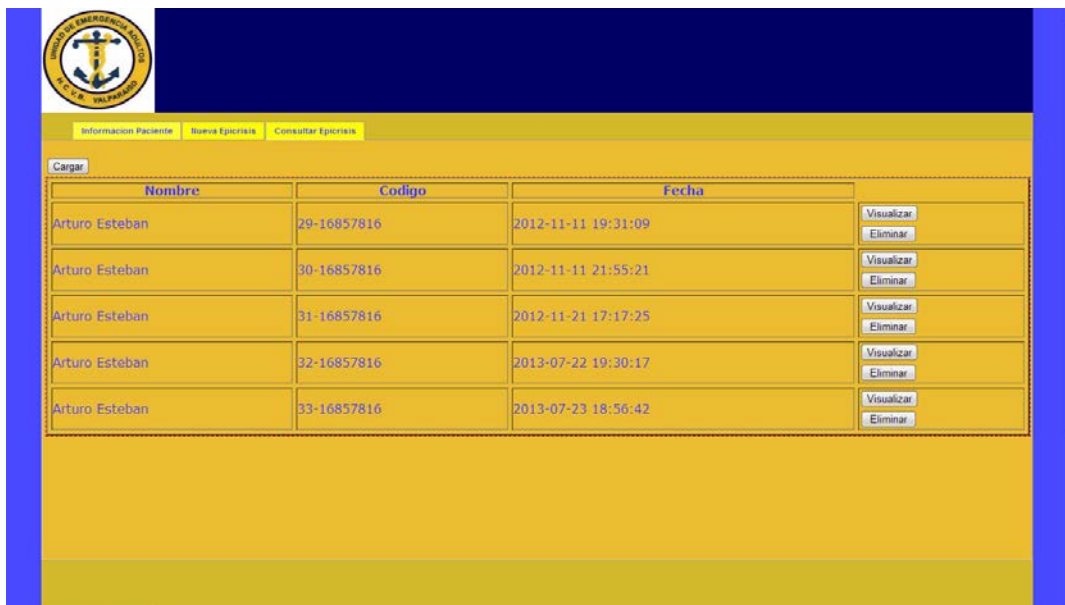 UNIDAD DE EMERGENCIA ADULTOS
H. C. V. B. VALPARAISO
Informacion Paciente Nueva Epicrisis Consultar Epicrisis
Cargar
Nombre Codigo Fecha
Arturo Esteban 29-16857816 2012-11-11 19:31:09 Visualizar
Eliminar
Arturo Esteban 30-16857816 2012-11-11 21:55:21 Visualizar
Eliminar
Arturo Esteban 31-16857816 2012-11-21 17:17:25 Visualizar
Eliminar
Arturo Esteban 32-16857816 2013-07-22 19:30:17 Visualizar
Eliminar
Arturo Esteban 33-16857816 2013-07-23 18:56:42 Visualizar
Eliminar